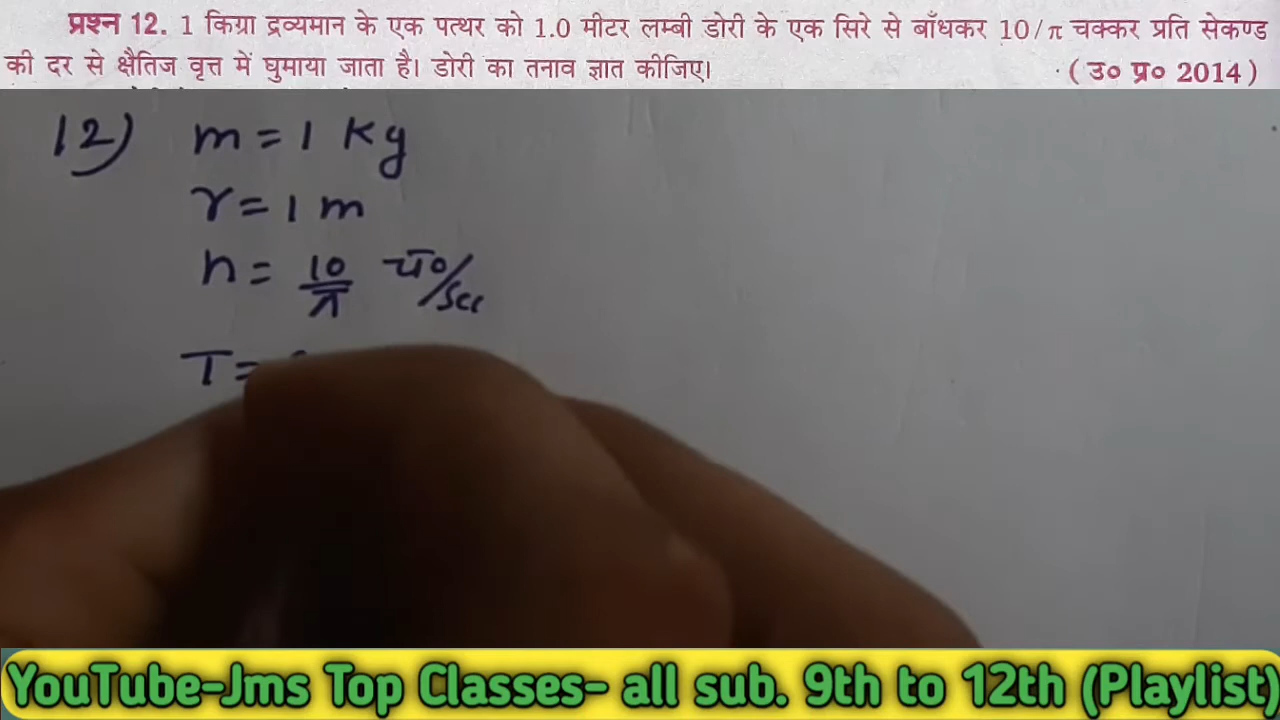 प्रश्न 12. 1 किग्रा द्रव्यमान के एक पत्थर को 1.0 मीटर लम्बी डोरी के एक सिरे से बाँधकर 10/π चक्कर प्रति सेकण्ड
की दर से क्षैतिज वृत्त में घुमाया जाता है। डोरी का तनाव ज्ञात कीजिए। (उ० प्र० 2014)
12) m = 1 Kg
r = 1 m
n = 10/π च०/Sec
T =
YouTube-Jms Top Classes- all sub. 9th to 12th (Playlist)